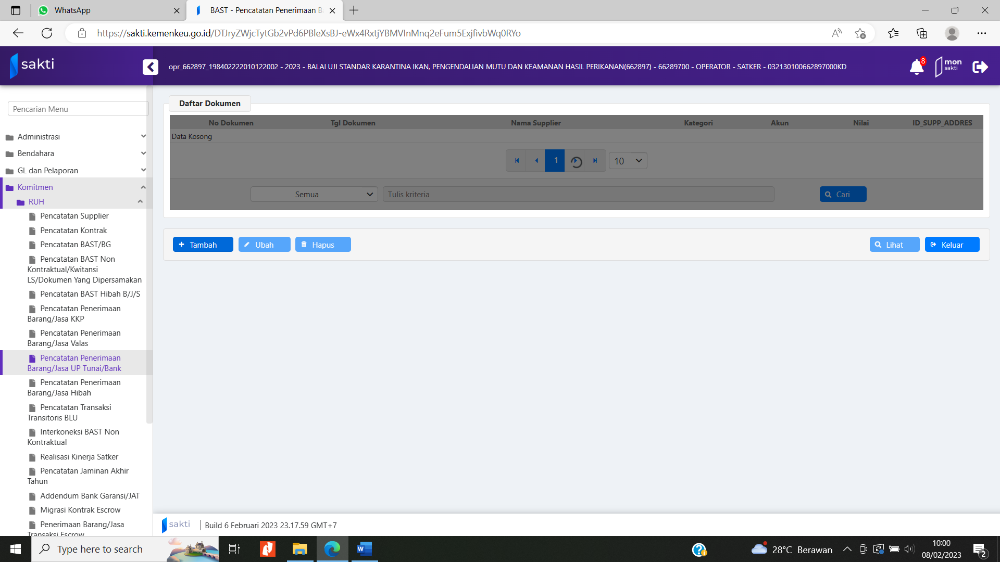 WhatsApp
BAST - Pencatatan Penerimaan B
https://sakti.kemenkeu.go.id/DTJryZWjcTytGb2vPd6PBleXsBJ-eWx4RxtjYBMVInMnq2eFum5ExjfivbWq0RYo
sakti
opr_662897_198402222010122002 - 2023 - BALAI UJI STANDAR KARANTINA IKAN, PENGENDALIAN MUTU DAN KEAMANAN HASIL PERIKANAN(662897) - 66289700 - OPERATOR - SATKER - 032130100662897000KD
8
mon
sakti
Pencarian Menu
Administrasi
Bendahara
GL dan Pelaporan
Komitmen
RUH
Pencatatan Supplier
Pencatatan Kontrak
Pencatatan BAST/BG
Pencatatan BAST Non
Kontraktual/Kwitansi
LS/Dokumen Yang Dipersamakan
Pencatatan BAST Hibah B/J/S
Pencatatan Penerimaan
Barang/Jasa KKP
Pencatatan Penerimaan
Barang/Jasa Valas
Pencatatan Penerimaan
Barang/Jasa UP Tunai/Bank
Pencatatan Penerimaan
Barang/Jasa Hibah
Pencatatan Transaksi
Transitoris BLU
Interkoneksi BAST Non
Kontraktual
Realisasi Kinerja Satker
Pencatatan Jaminan Akhir
Tahun
Addendum Bank Garansi/JAT
Migrasi Kontrak Escrow
Penerimaan Barang/Jasa
Transaksi Escrow
Daftar Dokumen
No Dokumen Tgl Dokumen Nama Supplier Kategori Akun Nilai ID_SUPP_ADDRES
Data Kosong
1
10
Semua
Tulis kriteria
Cari
Tambah
Ubah
Hapus
Lihat
Keluar
sakti
Build 6 Februari 2023 23.17.59 GMT+7
Type here to search
28°C Berawan
10:00
08/02/2023
2